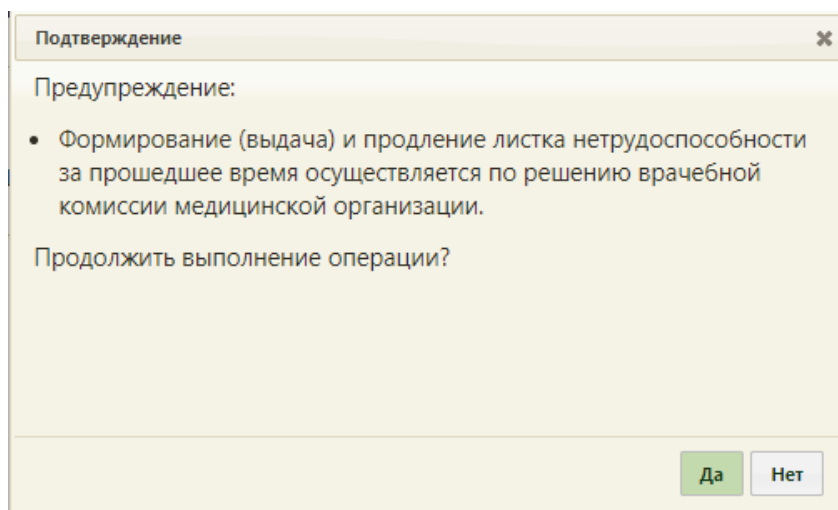 Подтверждение
Предупреждение:
• Формирование (выдача) и продление листка нетрудоспособности
за прошедшее время осуществляется по решению врачебной
комиссии медицинской организации.
Продолжить выполнение операции?
Да Нет